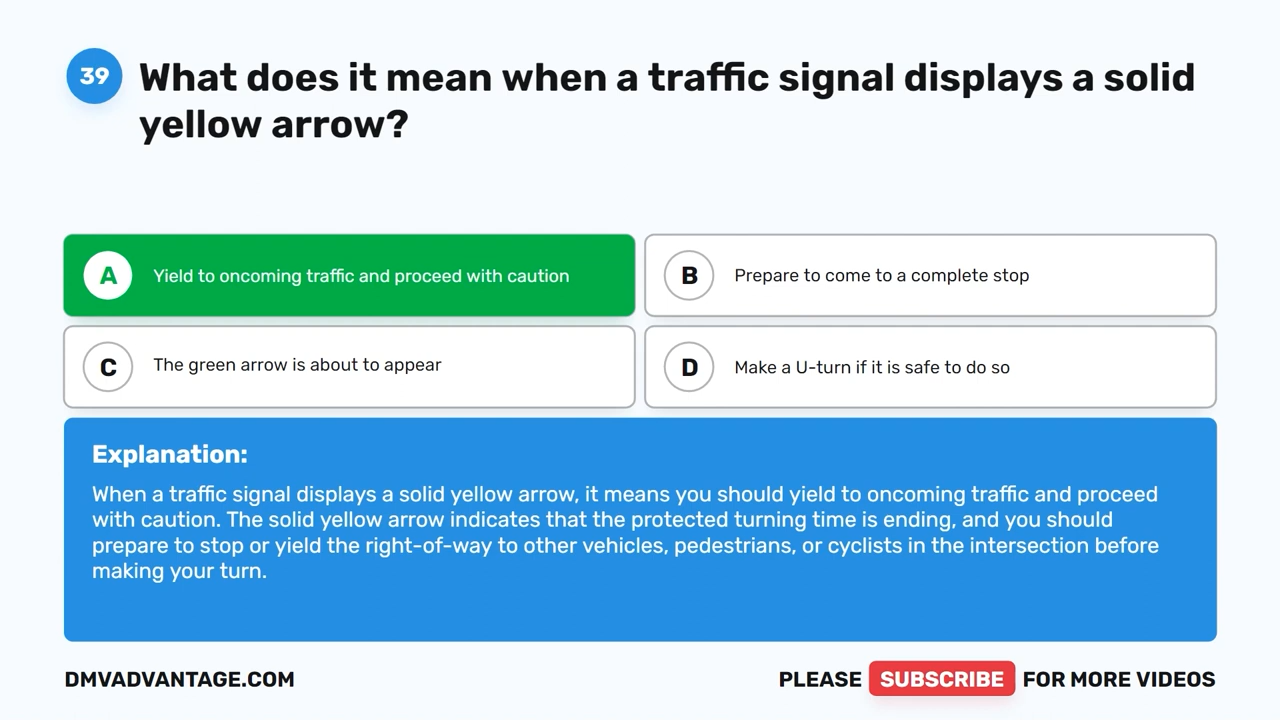 39
What does it mean when a traffic signal displays a solid
yellow arrow?
A Yield to oncoming traffic and proceed with caution
B Prepare to come to a complete stop
C The green arrow is about to appear
D Make a U-turn if it is safe to do so
Explanation:
When a traffic signal displays a solid yellow arrow, it means you should yield to oncoming traffic and proceed
with caution. The solid yellow arrow indicates that the protected turning time is ending, and you should
prepare to stop or yield the right-of-way to other vehicles, pedestrians, or cyclists in the intersection before
making your turn.
DMVADVANTAGE.COM
PLEASE SUBSCRIBE FOR MORE VIDEOS